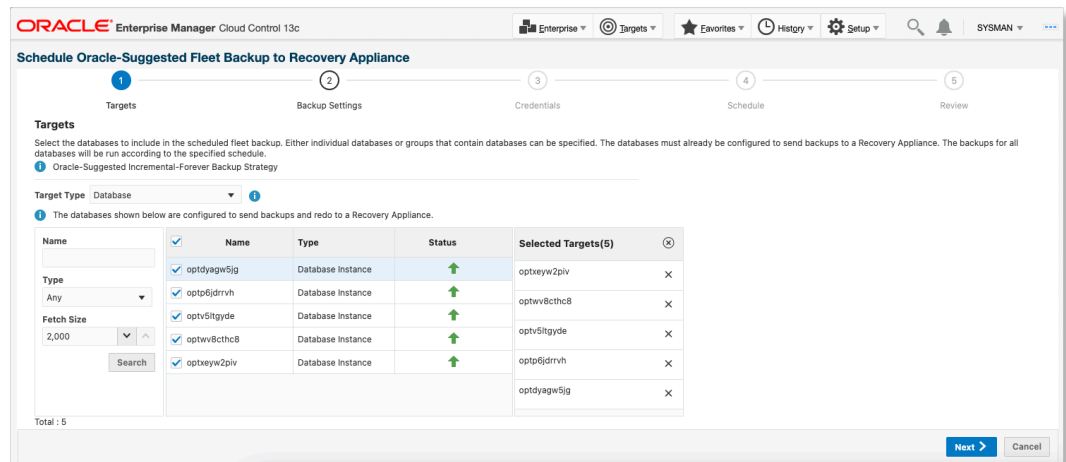 ORACLE Enterprise Manager Cloud Control 13c
Enterprise Targets Favorites History Setup SYSMAN
Schedule Oracle-Suggested Fleet Backup to Recovery Appliance
1 2 3 4 5
Targets Backup Settings Credentials Schedule Review
Targets
Select the databases to include in the scheduled fleet backup. Either individual databases or groups that contain databases can be specified. The databases must already be configured to send backups to a Recovery Appliance. The backups for all
databases will be run according to the specified schedule.
Oracle-Suggested Incremental-Forever Backup Strategy
Target Type Database
The databases shown below are configured to send backups and redo to a Recovery Appliance.
Name
Type
Any
Fetch Size
2,000
Search
Name Type Status
optdyagw5jg Database Instance
optp6jdrrvh Database Instance
optv5ltgyde Database Instance
optwv8cthc8 Database Instance
optxeyw2piv Database Instance
Selected Targets(5)
optxeyw2piv
optwv8cthc8
optv5ltgyde
optp6jdrrvh
optdyagw5jg
Total : 5
Next Cancel